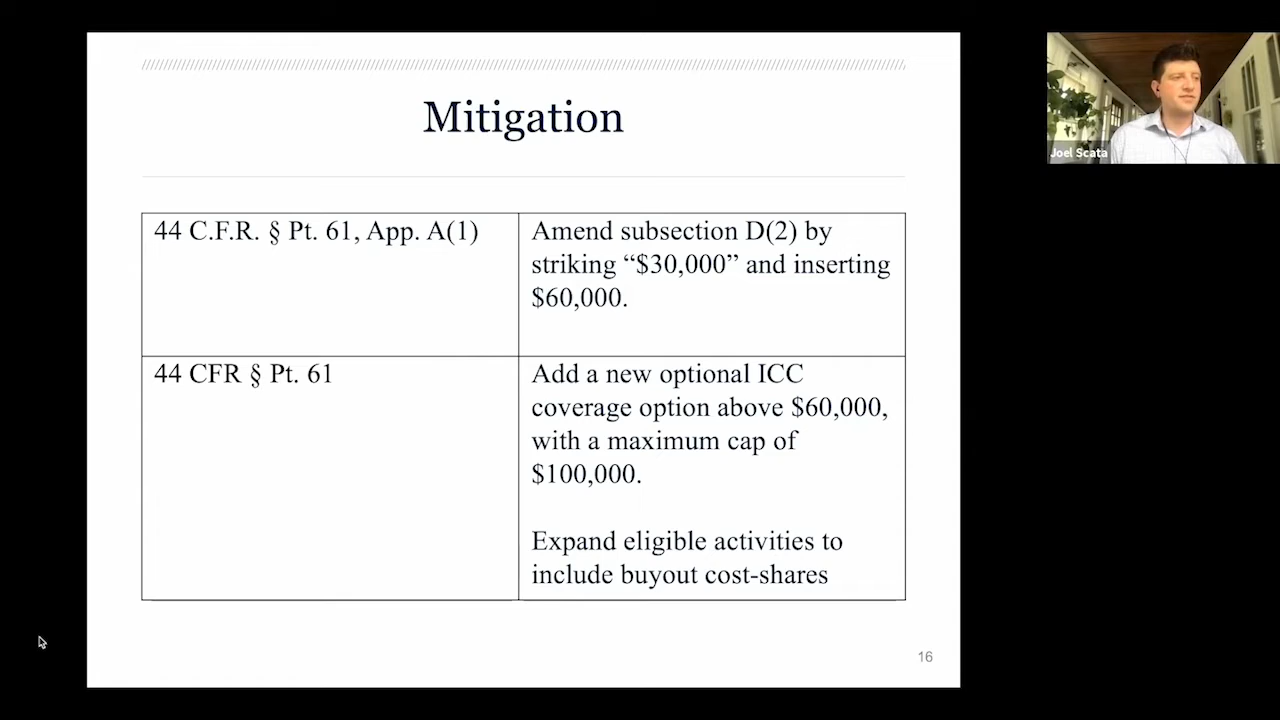 Mitigation
44 C.F.R. § Pt. 61, App. A(1)
Amend subsection D(2) by
striking “$30,000” and inserting
$60,000.
44 CFR § Pt. 61
Add a new optional ICC
coverage option above $60,000,
with a maximum cap of
$100,000.
Expand eligible activities to
include buyout cost-shares
16
Joel Scata